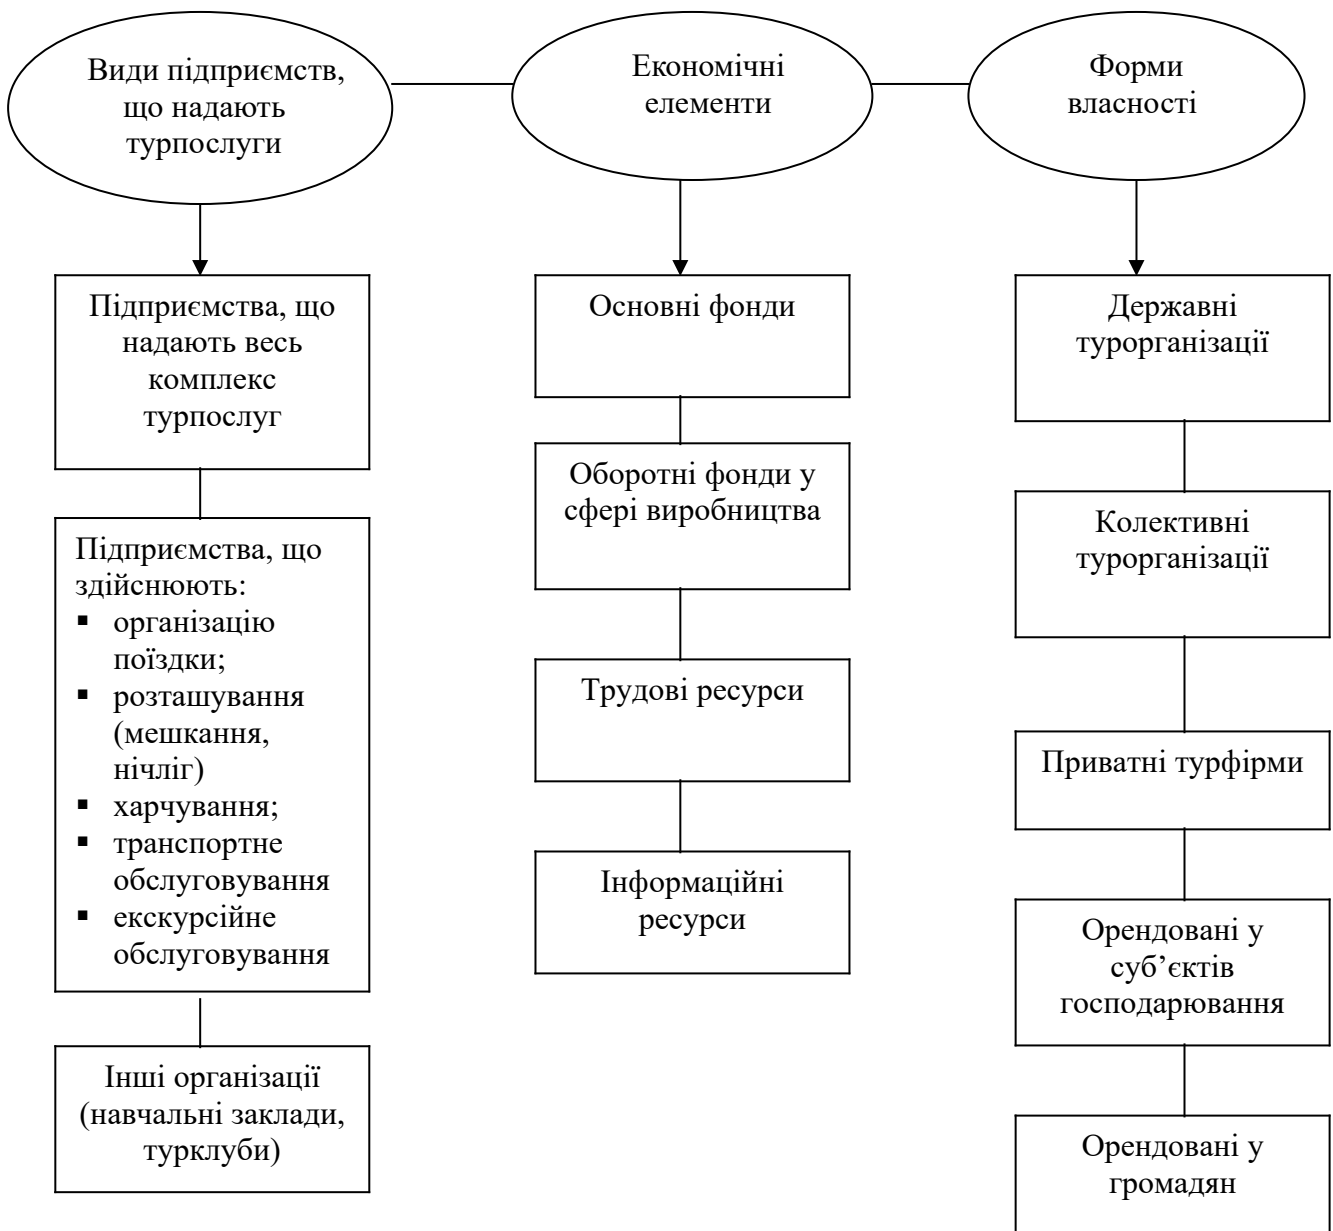 Види підприємств,
що надають
турпослуги
Економічні
елементи
Форми
власності
Підприємства, що
надають весь
комплекс
турпослуг
Підприємства, що
здійснюють:
▪ організацію
поїздки;
▪ розташування
(мешкання,
нічліг)
▪ харчування;
▪ транспортне
обслуговування
▪ екскурсійне
обслуговування
Інші організації
(навчальні заклади,
турклуби)
Основні фонди
Оборотні фонди у
сфері виробництва
Трудові ресурси
Інформаційні
ресурси
Державні
турорганізації
Колективні
турорганізації
Приватні турфірми
Орендовані у
суб’єктів
господарювання
Орендовані у
громадян